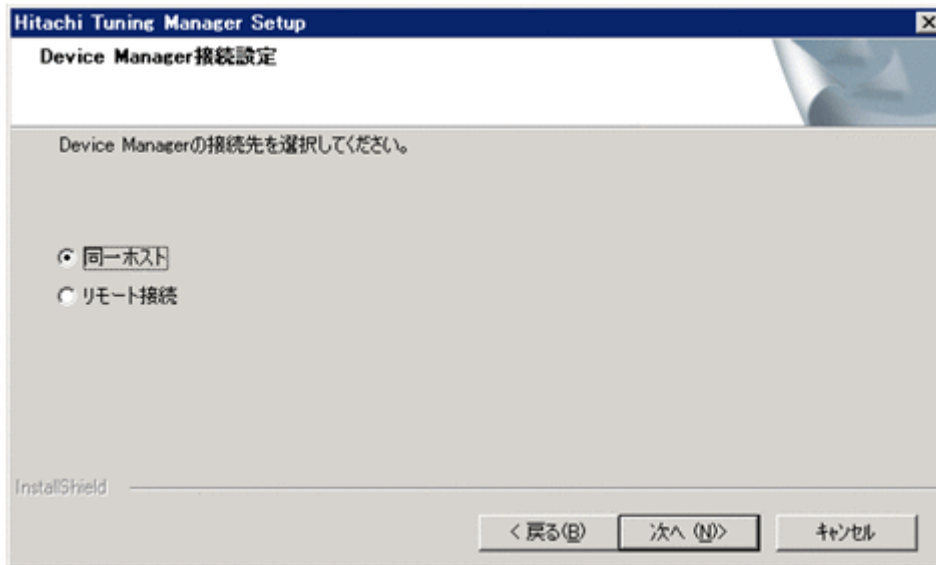 Hitachi Tuning Manager Setup
Device Manager接続設定
Device Managerの接続先を選択してください。
同一ホスト
リモート接続
InstallShield
< 戻る(B)
次へ (N)>
キャンセル